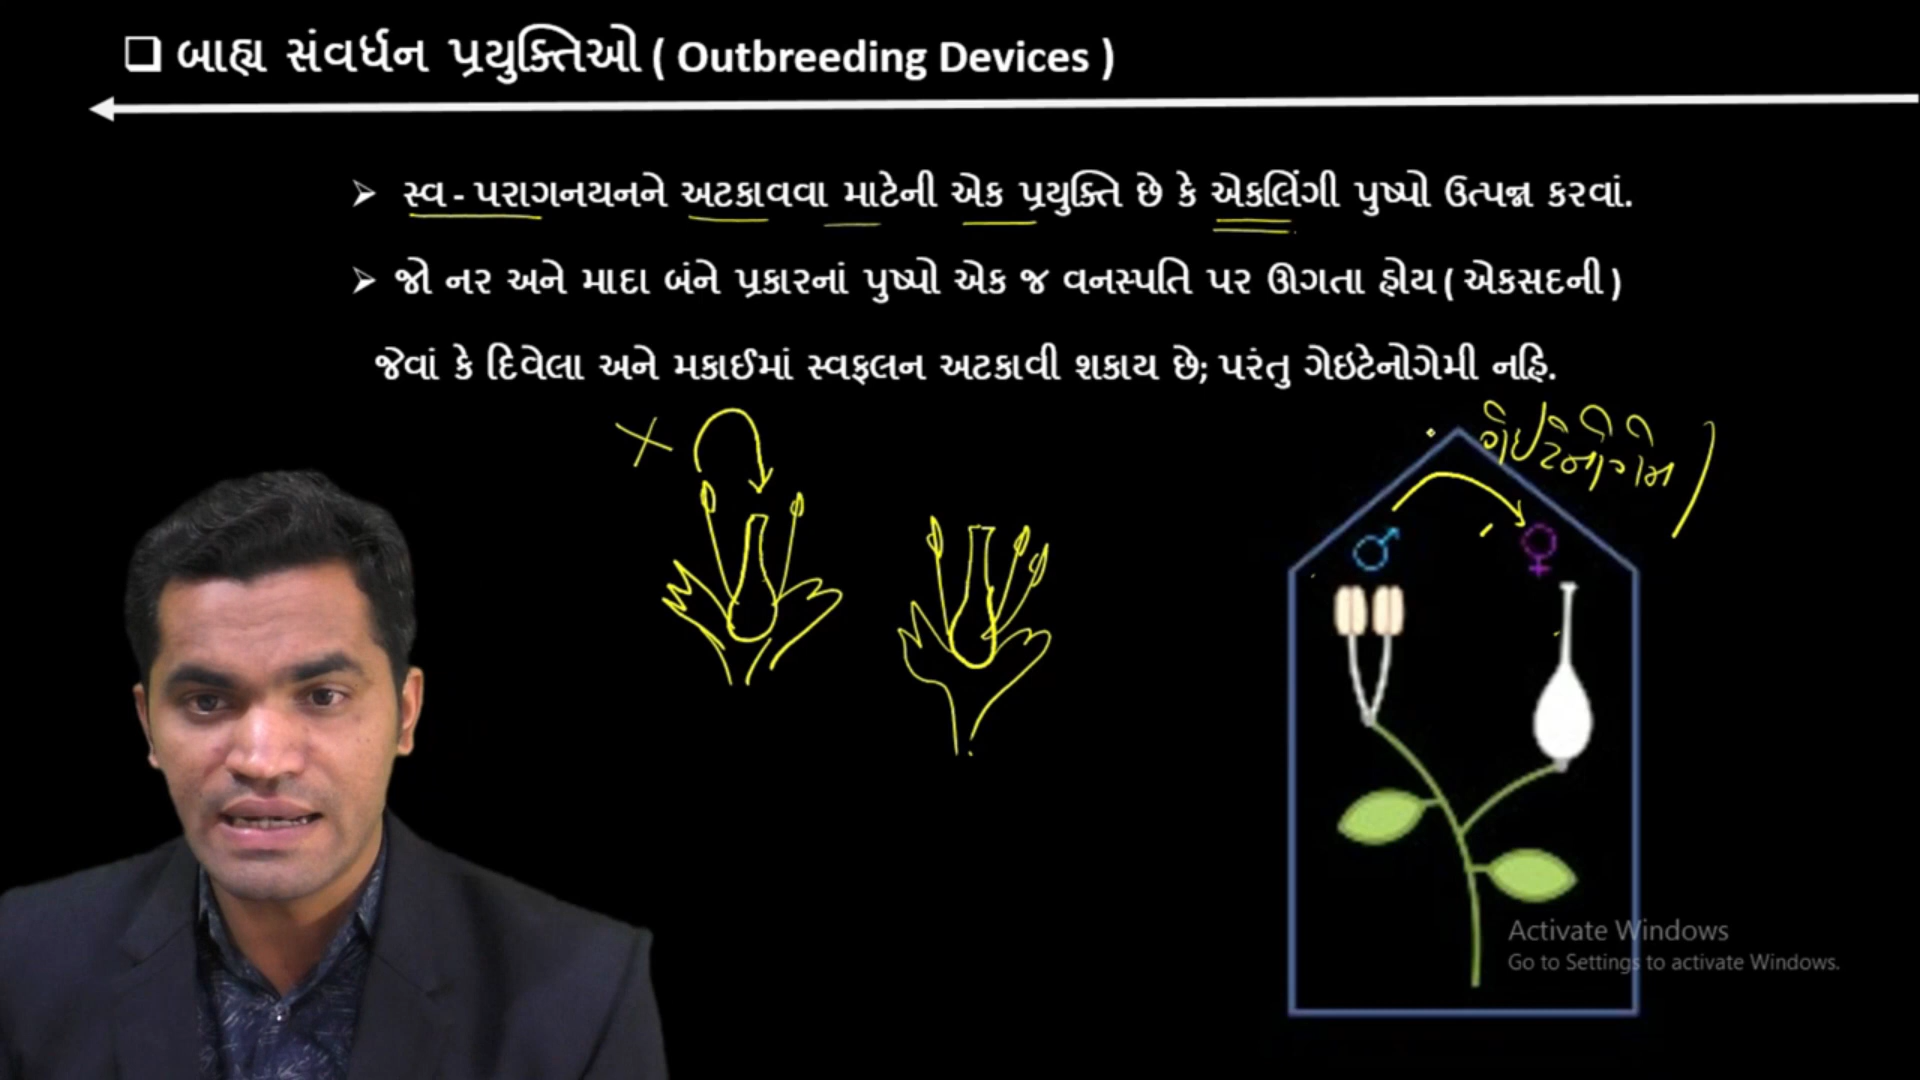 ❑ બાહ્ય સંવર્ધન પ્રયુક્તિઓ ( Outbreeding Devices )
➢ સ્વ - પરાગનયનને અટકાવવા માટેની એક પ્રયુક્તિ છે કે એકલિંગી પુષ્પો ઉત્પન્ન કરવાં.
➢ જો નર અને માદા બંને પ્રકારનાં પુષ્પો એક જ વનસ્પતિ પર ઊગતા હોય ( એકસદની )
જેવાં કે દિવેલા અને મકાઈમાં સ્વફલન અટકાવી શકાય છે; પરંતુ ગેઇટેનોગેમી નહિ.
♂ ♀
Activate Windows
Go to Settings to activate Windows.